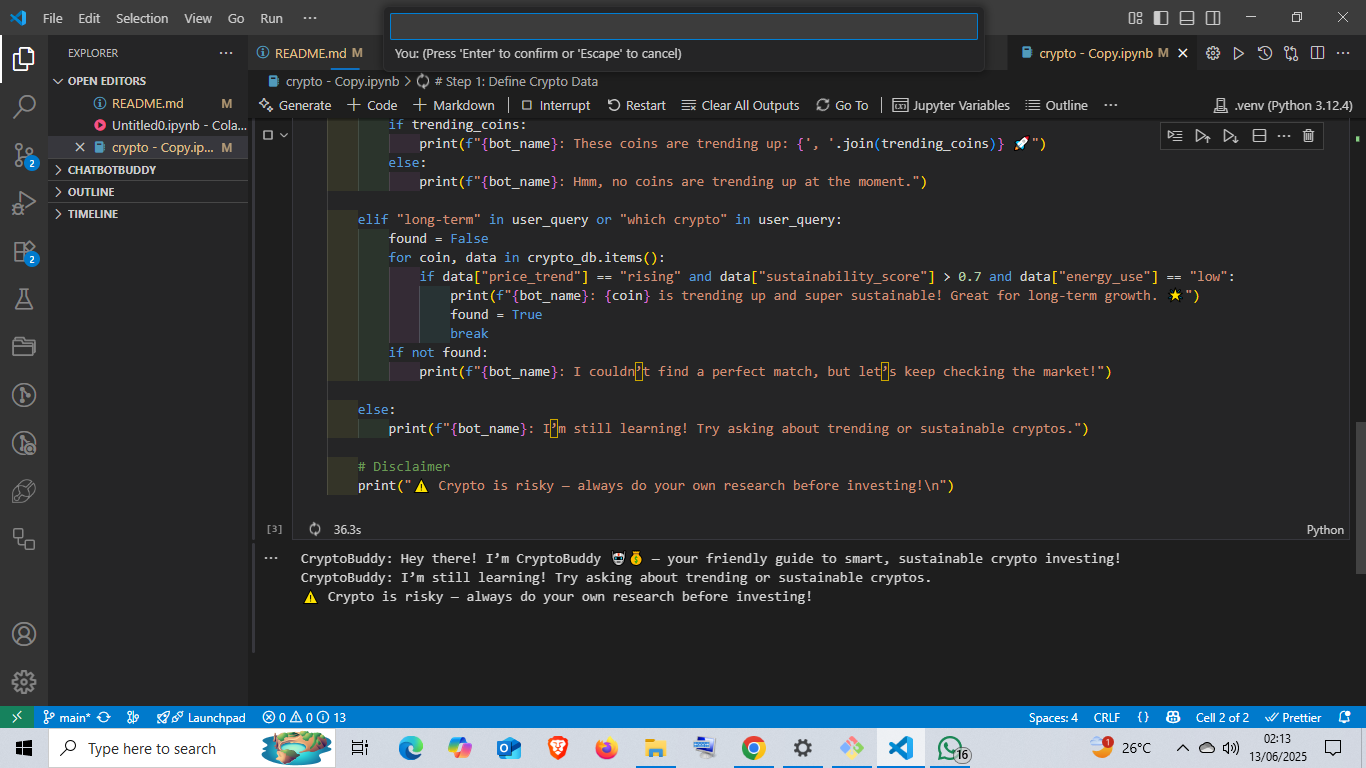 File Edit Selection View Go Run ···
You: (Press 'Enter' to confirm or 'Escape' to cancel)
EXPLORER ···
OPEN EDITORS
README.md M
Untitled0.ipynb - Cola...
crypto - Copy.ip... M
CHATBOTBUDDY
OUTLINE
TIMELINE
2
2
README.md M
crypto - Copy.ipynb M
crypto - Copy.ipynb > # Step 1: Define Crypto Data
Generate + Code + Markdown | Interrupt Restart Clear All Outputs Go To | Jupyter Variables Outline ··· .venv (Python 3.12.4)
if trending_coins:
print(f"{bot_name}: These coins are trending up: {', '.join(trending_coins)} 🚀")
else:
print(f"{bot_name}: Hmm, no coins are trending up at the moment.")
elif "long-term" in user_query or "which crypto" in user_query:
found = False
for coin, data in crypto_db.items():
if data["price_trend"] == "rising" and data["sustainability_score"] > 0.7 and data["energy_use"] == "low":
print(f"{bot_name}: {coin} is trending up and super sustainable! Great for long-term growth. 🌟")
found = True
break
if not found:
print(f"{bot_name}: I couldn’t find a perfect match, but let’s keep checking the market!")
else:
print(f"{bot_name}: I’m still learning! Try asking about trending or sustainable cryptos.")
# Disclaimer
print("⚠️ Crypto is risky — always do your own research before investing!\n")
[3] 36.3s Python
··· CryptoBuddy: Hey there! I’m CryptoBuddy 🤖💰 — your friendly guide to smart, sustainable crypto investing!
CryptoBuddy: I’m still learning! Try asking about trending or sustainable cryptos.
⚠️ Crypto is risky — always do your own research before investing!
main* Launchpad 0 0 13 Spaces: 4 CRLF {} Cell 2 of 2 Prettier
Type here to search 16 1 26°C 02:13
13/06/2025